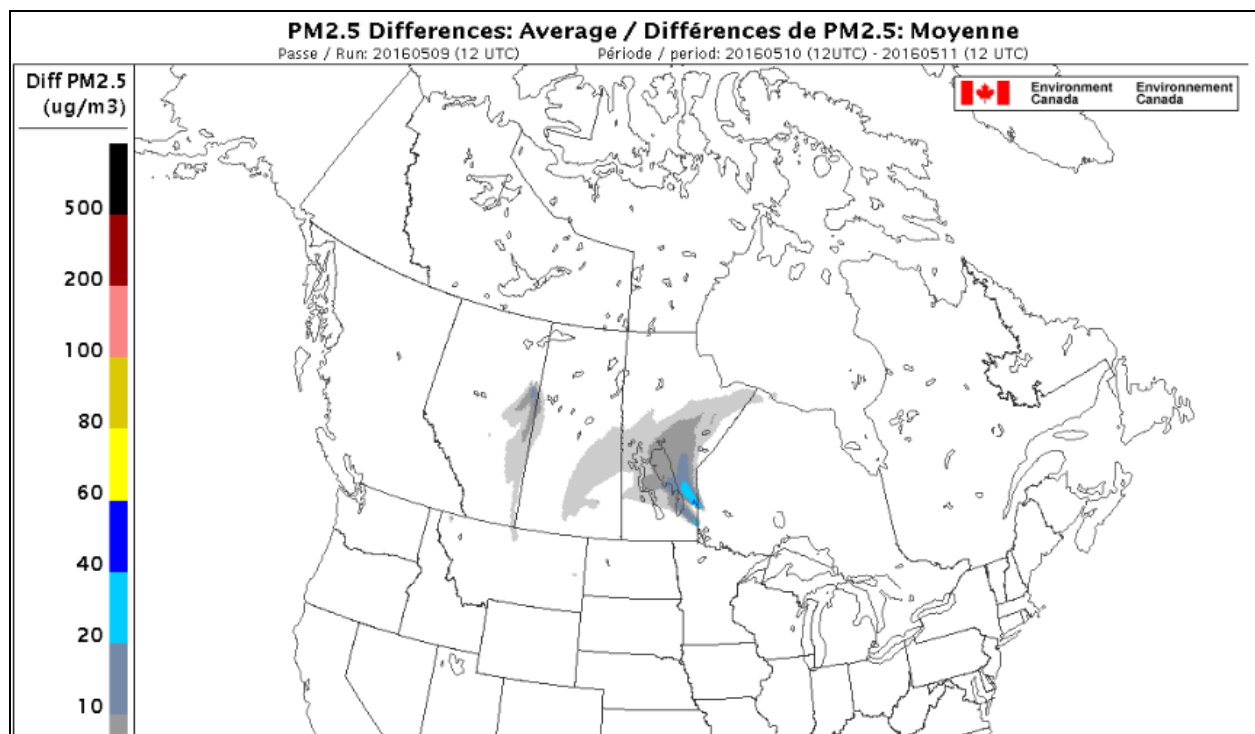 PM2.5 Differences: Average / Différences de PM2.5: Moyenne
Passe / Run: 20160509 (12 UTC) Période / period: 20160510 (12UTC) - 20160511 (12 UTC)
Diff PM2.5
(ug/m3)
Environment
Canada
Environnement
Canada
500
200
100
80
60
40
20
10